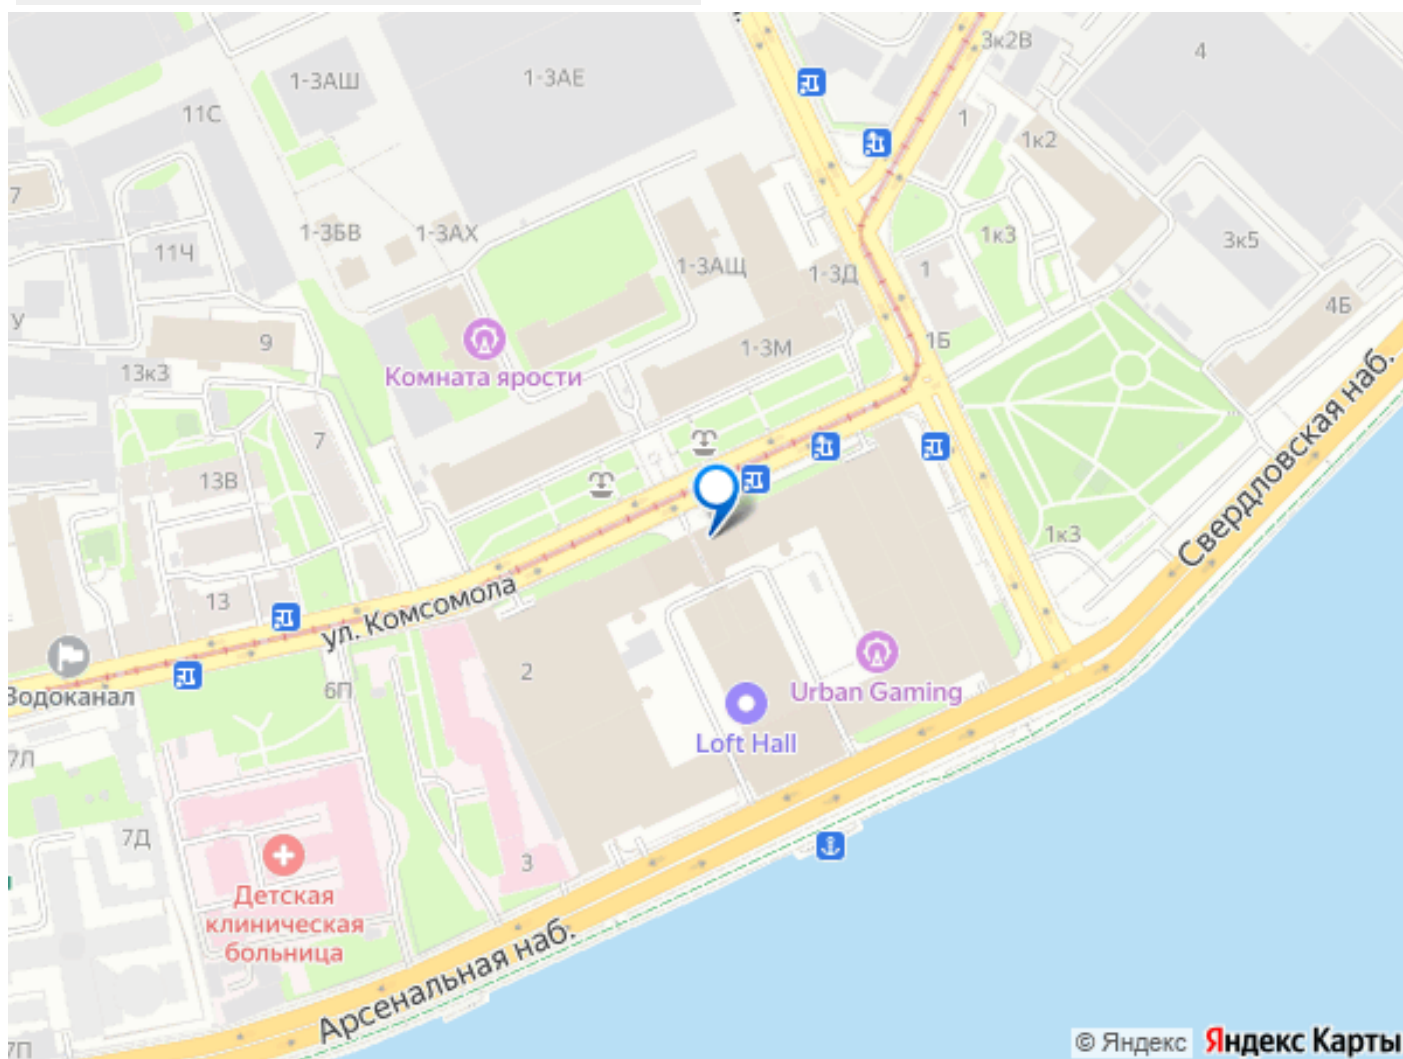 3к2В
4
1-3АШ
1-3АЕ
11С
1
1к2
7
1-3БВ
1-3АХ
1к3
3к5
11Ч
1-3АЩ
1-3Д
1
4Б
У
9
1-3М
1Б
13к3
Комната ярости
7
13В
Свердловская наб.
1к3
13
ул. Комсомола
Водоканал
6П
2
Urban Gaming
Loft Hall
7Л
7Д
3
Детская
клиническая
больница
Арсенальная наб.
7П
© Яндекс
Яндекс Карты